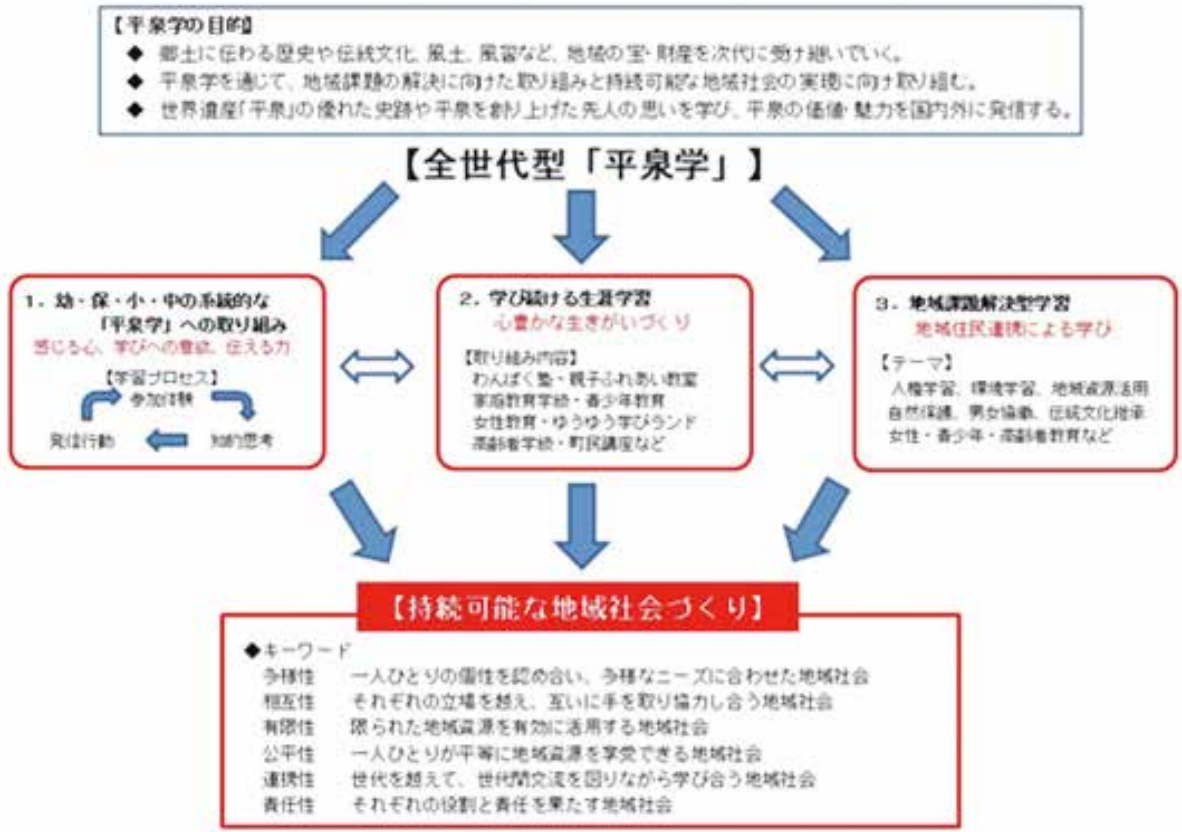 【平泉学の目的】
◆ 郷土に伝わる歴史や伝統文化、風土、風習など、地域の宝・財産を次代に受け継いでいく。
◆ 平泉学を通じて、地域課題の解決に向けた取り組みと持続可能な地域社会の実現に向け取り組む。
◆ 世界遺産「平泉」の優れた史跡や平泉を創り上げた先人の思いを学び、平泉の価値・魅力を国内外に発信する。
【全世代型「平泉学」】
1．幼・保・小・中の系統的な
「平泉学」への取り組み
感じる心、学びへの意欲、伝える力
【学習プロセス】
参加体験
発信行動
知的思考
2．学び続ける生涯学習
心豊かな生きがいづくり
【取り組み内容】
わんぱく塾・親子ふれあい教室
家庭教育学級・青少年教育
女性教育・ゆうゆう学びランド
高齢者学級・町民講座など
3．地域課題解決型学習
地域住民連携による学び
【テーマ】
人権学習、環境学習、地域資源活用
自然保護、男女協働、伝統文化継承
女性・青少年・高齢者教育など
【持続可能な地域社会づくり】
◆キーワード
多様性 一人ひとりの個性を認め合い、多様なニーズに合わせた地域社会
相互性 それぞれの立場を越え、互いに手を取り協力し合う地域社会
有限性 限られた地域資源を有効に活用する地域社会
公平性 一人ひとりが平等に地域資源を享受できる地域社会
連携性 世代を越えて、世代間交流を図りながら学び合う地域社会
責任性 それぞれの役割と責任を果たす地域社会